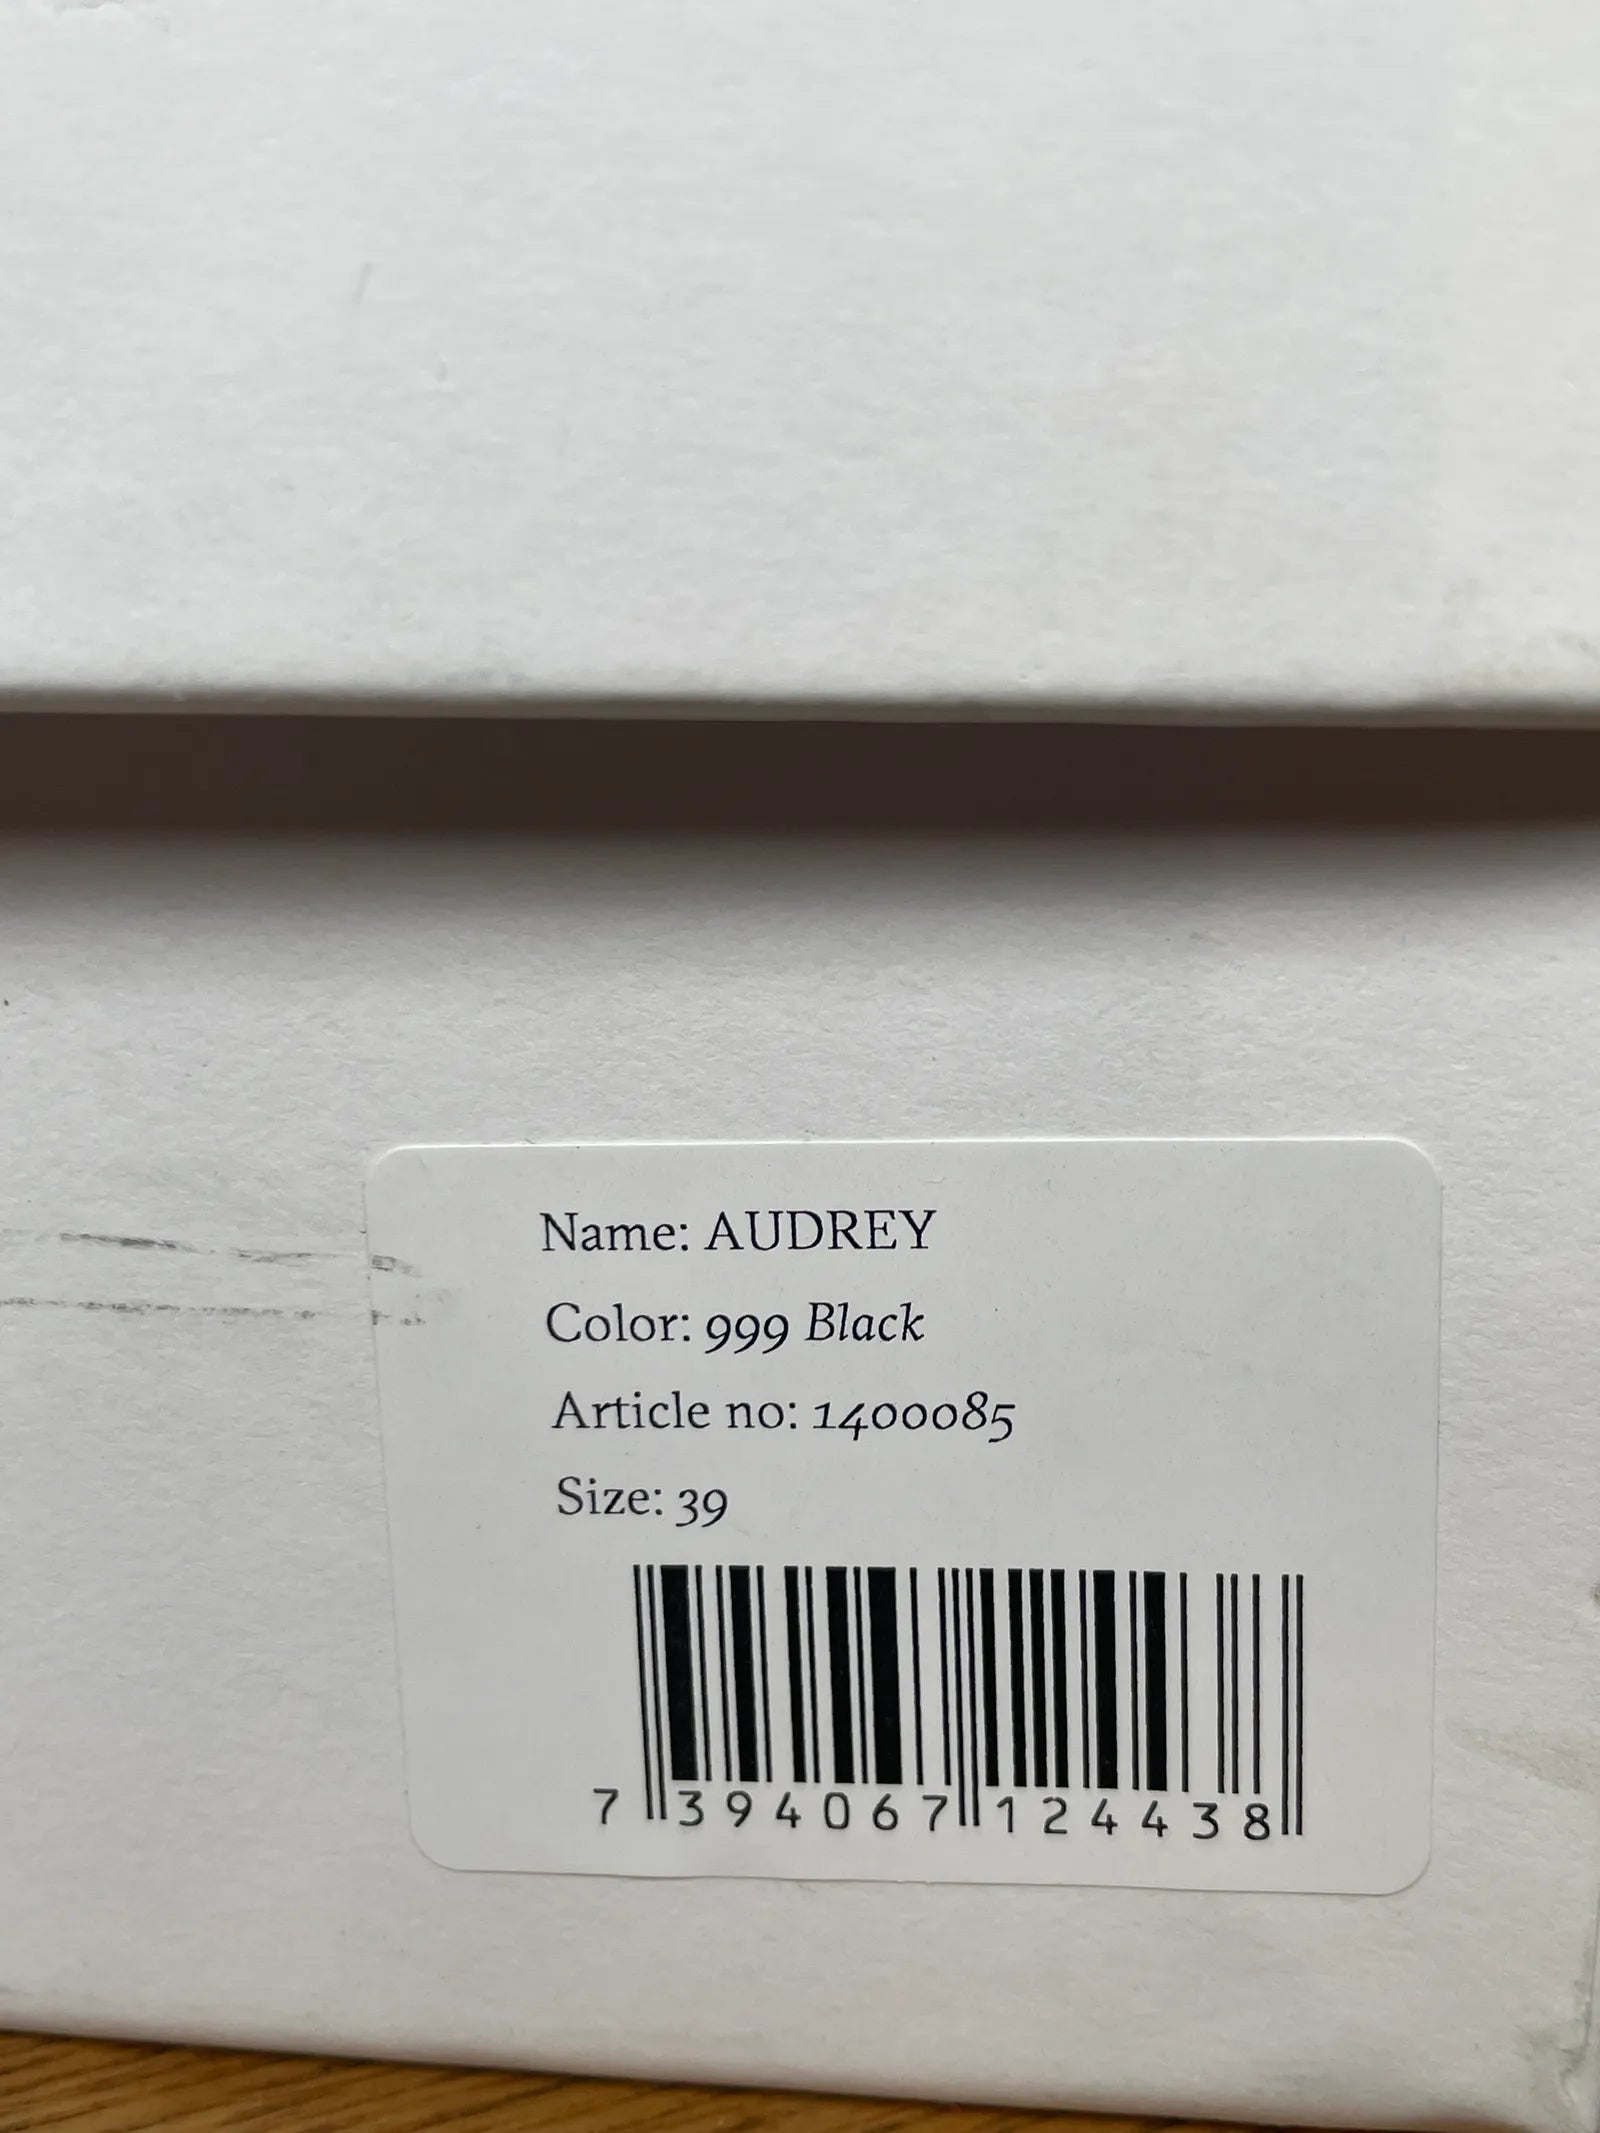 Name: AUDREY
Color: 999 Black
Article no: 1400085
Size: 39
7 394067 124438